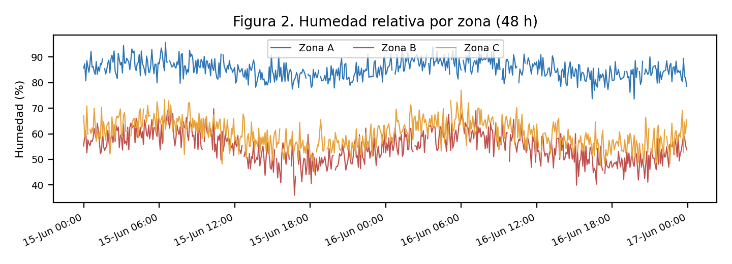 Figura 2. Humedad relativa por zona (48 h)
Zona A Zona B Zona C
Humedad (%)
90
80
70
60
50
40
15-Jun 00:00 15-Jun 06:00 15-Jun 12:00 15-Jun 18:00 16-Jun 00:00 16-Jun 06:00 16-Jun 12:00 16-Jun 18:00 17-Jun 00:00